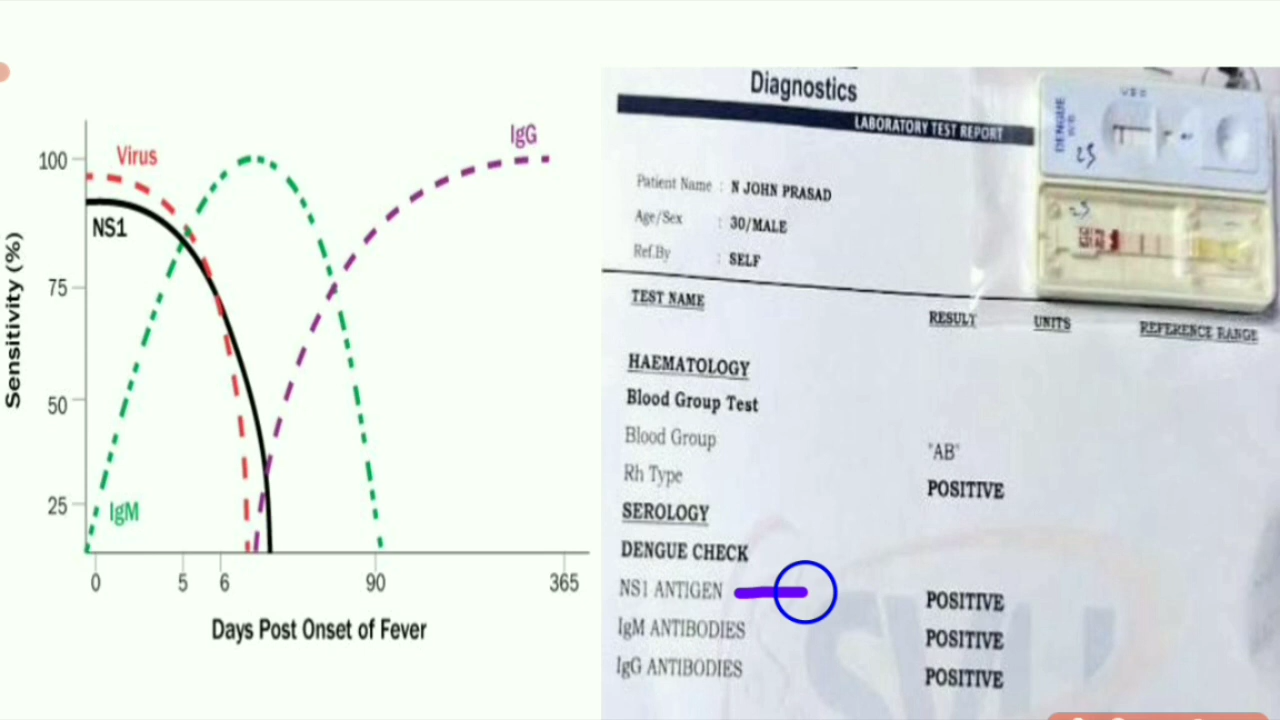 Sensitivity (%)
100
75
50
25
Virus
NS1
IgM
IgG
0 5 6 90 365
Days Post Onset of Fever
Diagnostics
LABORATORY TEST REPORT
Patient Name : N JOHN PRASAD
Age/Sex : 30/MALE
Ref.By : SELF
TEST NAME RESULT UNITS REFERENCE RANGE
HAEMATOLOGY
Blood Group Test
Blood Group "AB"
Rh Type POSITIVE
SEROLOGY
DENGUE CHECK
NS1 ANTIGEN POSITIVE
IgM ANTIBODIES POSITIVE
IgG ANTIBODIES POSITIVE
DENGUE
23
23